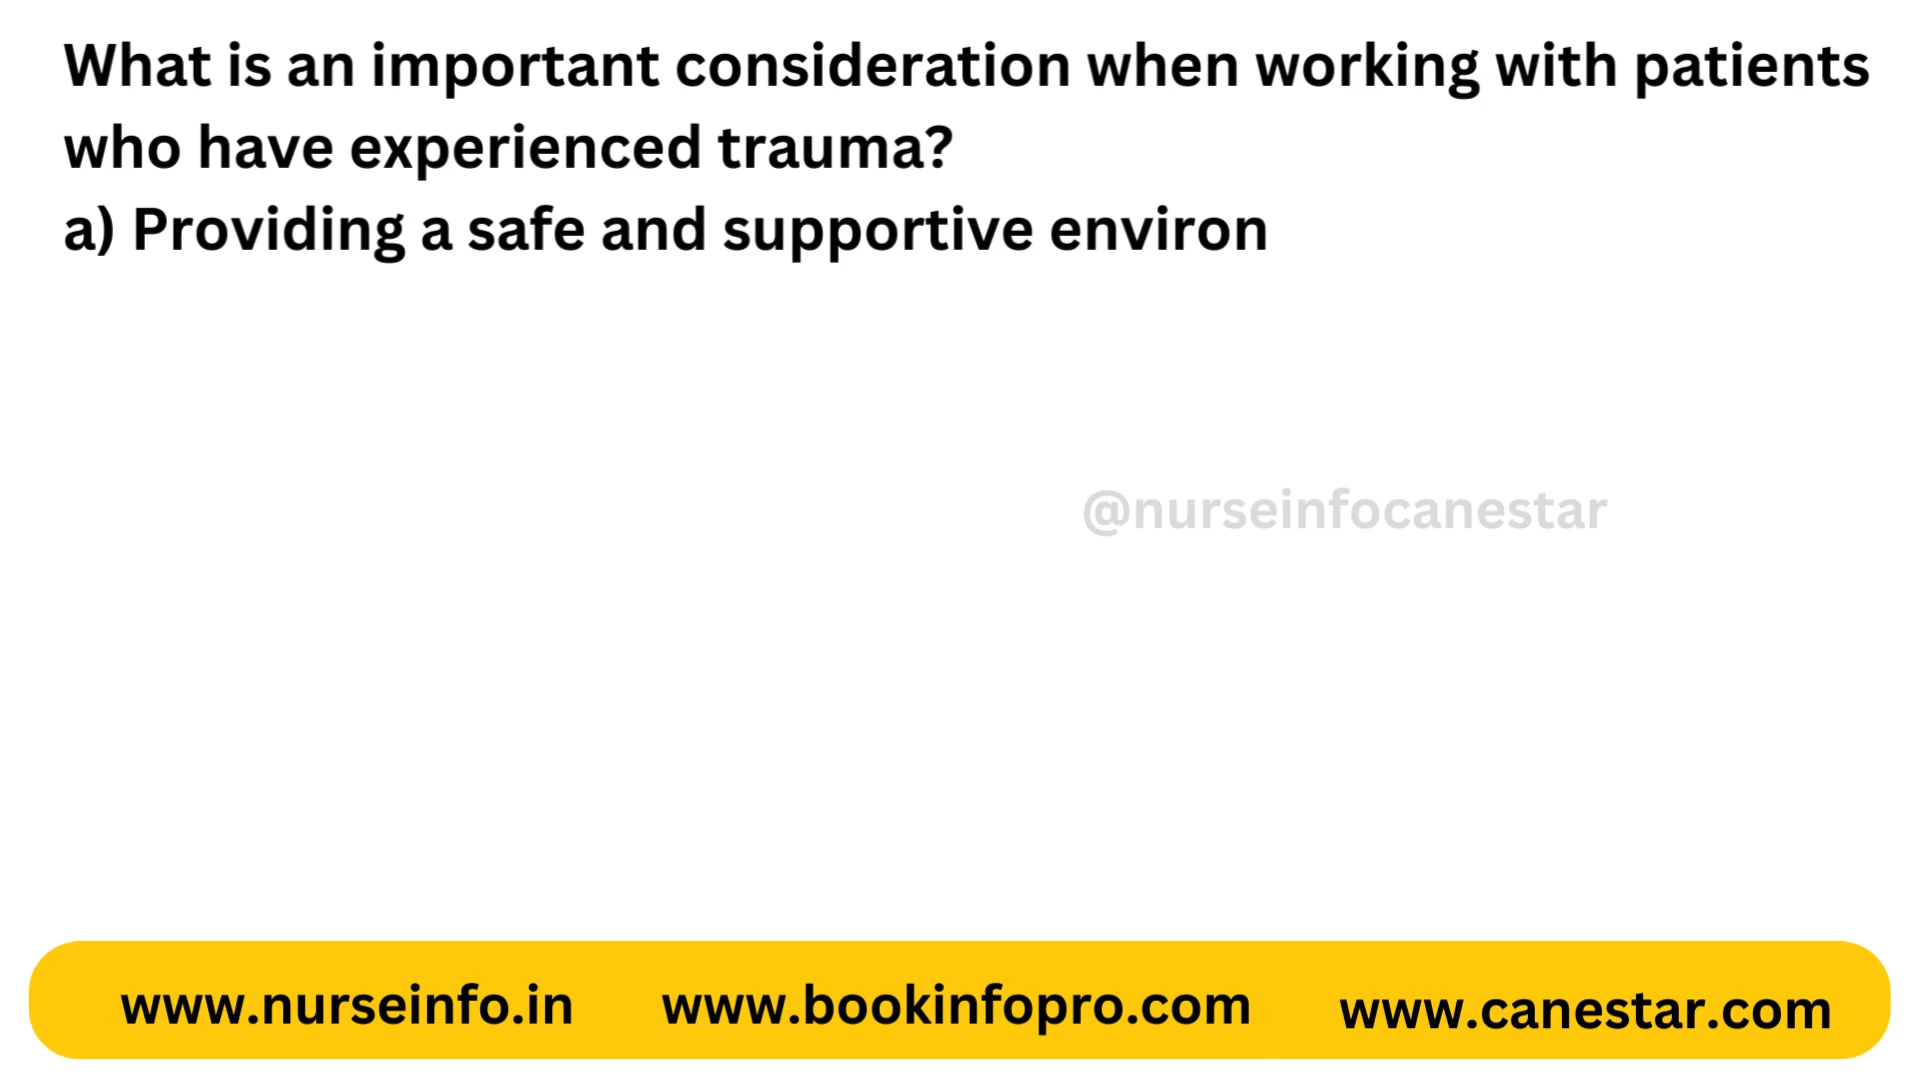 What is an important consideration when working with patients
who have experienced trauma?
a) Providing a safe and supportive environ
@nurseinfocanestar
www.nurseinfo.in www.bookinfopro.com www.canestar.com